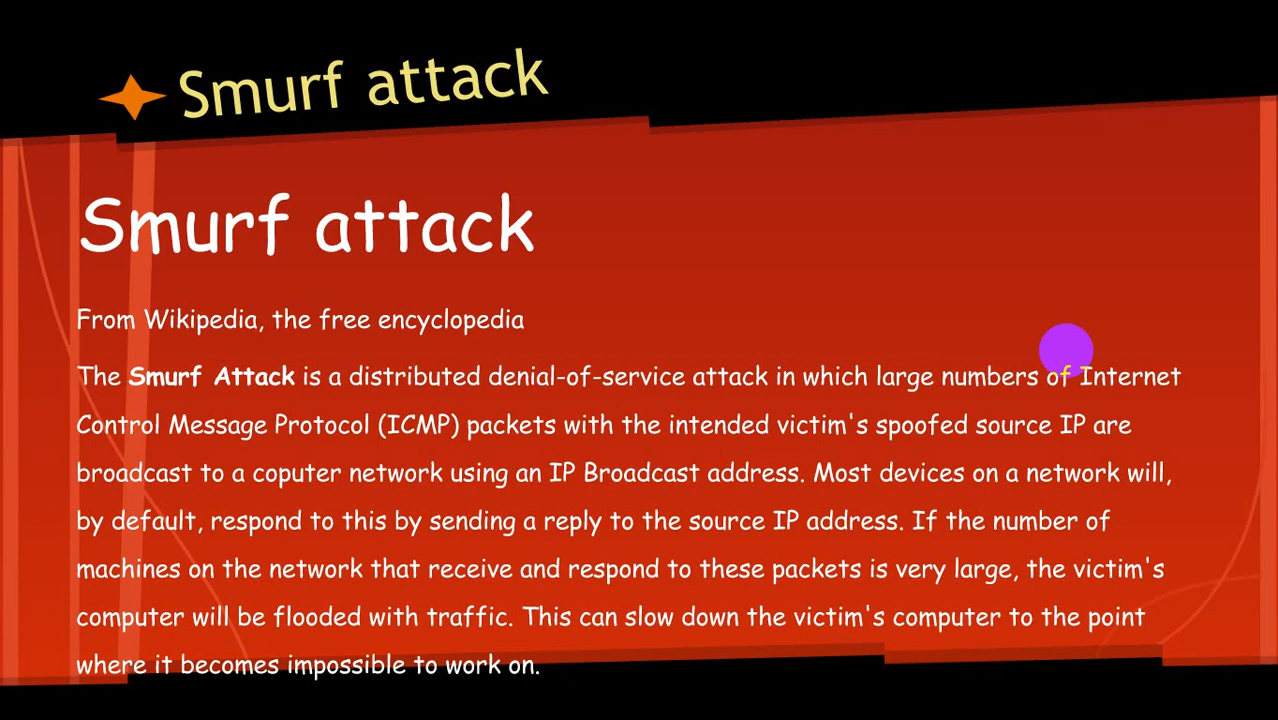 Smurf attack
Smurf attack
From Wikipedia, the free encyclopedia
The Smurf Attack is a distributed denial-of-service attack in which large numbers of Internet
Control Message Protocol (ICMP) packets with the intended victim's spoofed source IP are
broadcast to a coputer network using an IP Broadcast address. Most devices on a network will,
by default, respond to this by sending a reply to the source IP address. If the number of
machines on the network that receive and respond to these packets is very large, the victim's
computer will be flooded with traffic. This can slow down the victim's computer to the point
where it becomes impossible to work on.